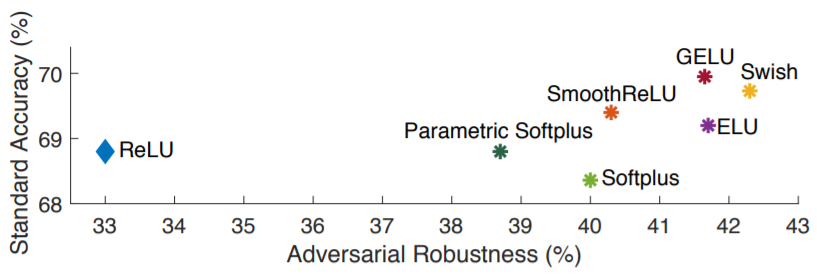 Standard Accuracy (%)
70
69
68
GELU
Swish
SmoothReLU
Parametric Softplus
ELU
ReLU
Softplus
33 34 35 36 37 38 39 40 41 42 43
Adversarial Robustness (%)